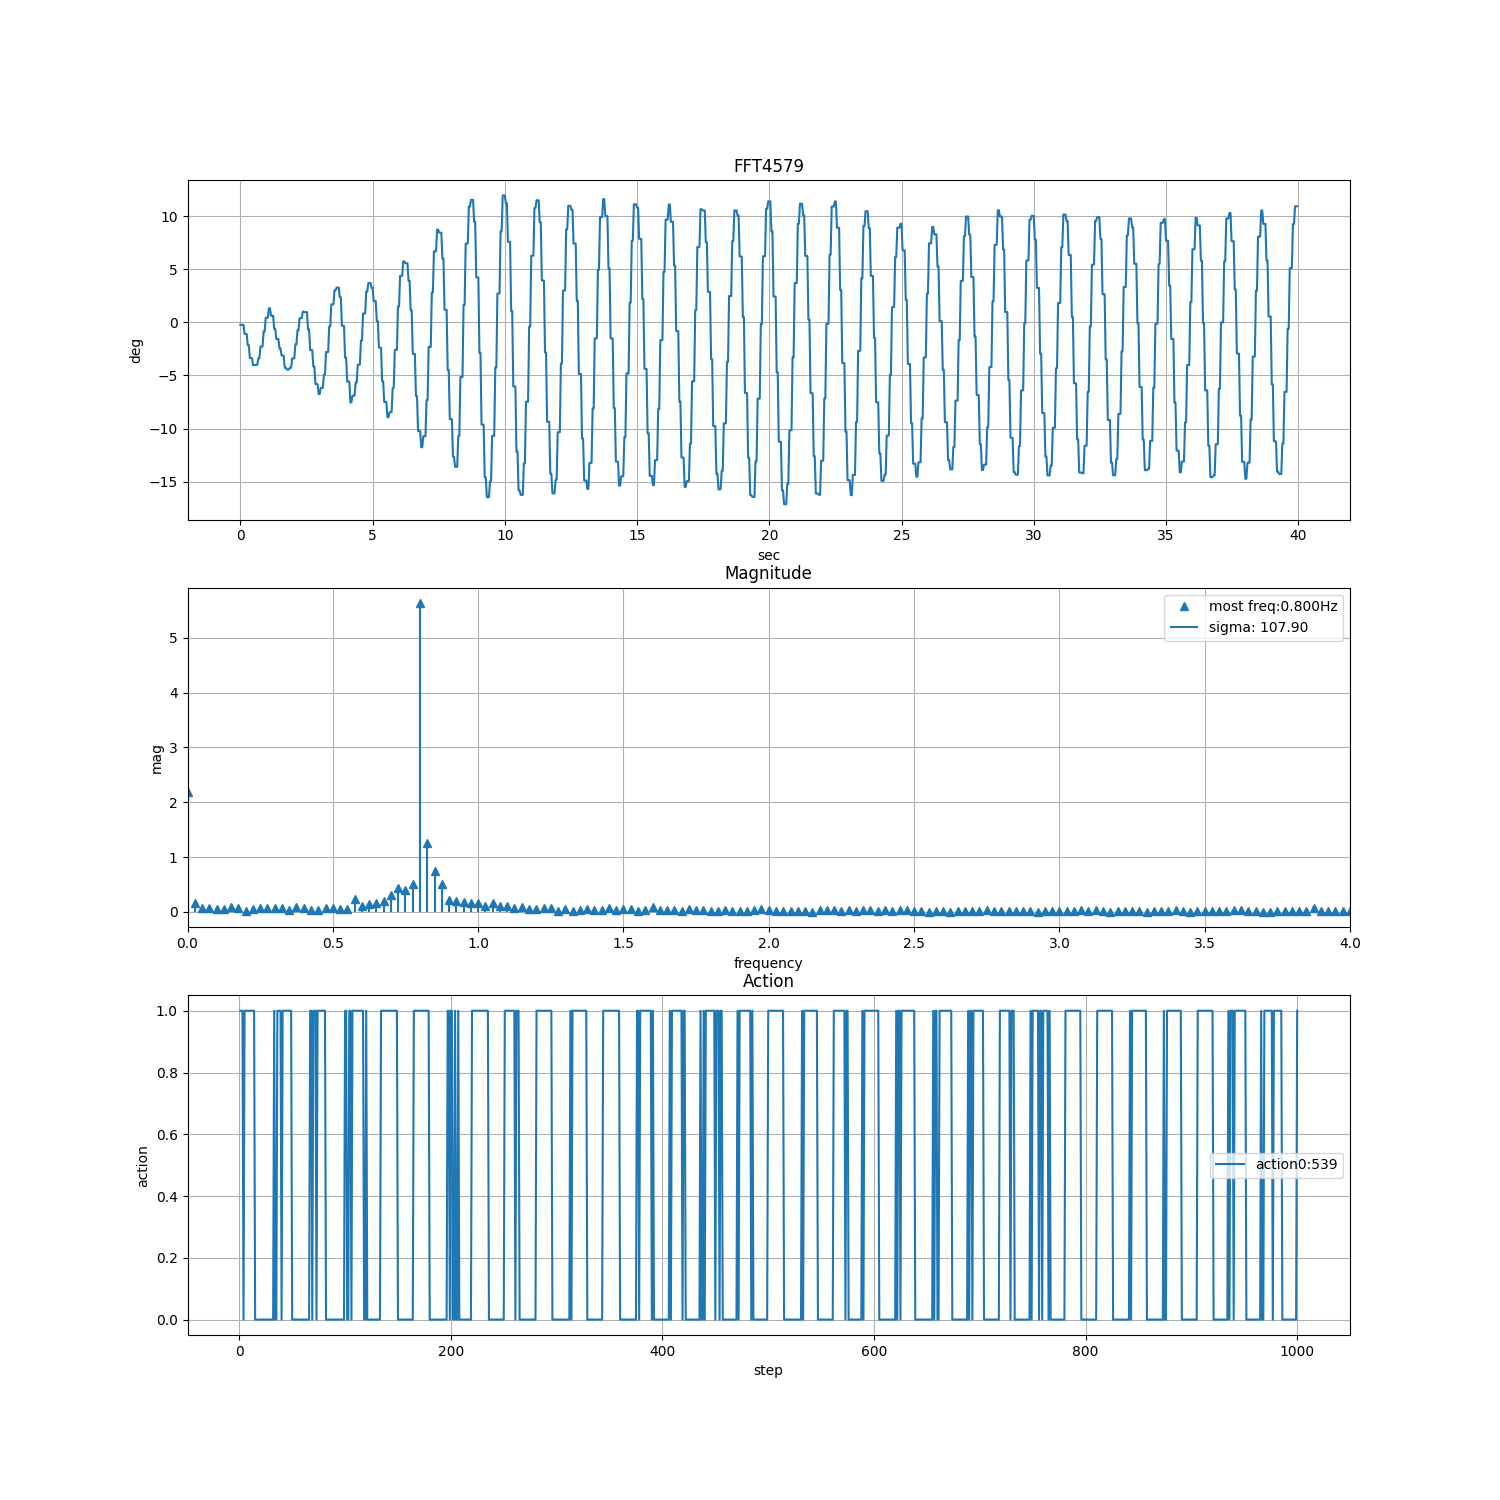 FFT4579
10
5
0
−5
−10
−15
deg
0 5 10 15 20 25 30 35 40
sec
Magnitude
most freq:0.800Hz
sigma: 107.90
5
4
3
2
1
0
mag
0.0 0.5 1.0 1.5 2.0 2.5 3.0 3.5 4.0
frequency
Action
1.0
0.8
0.6
0.4
0.2
0.0
action
action0:539
0 200 400 600 800 1000
step